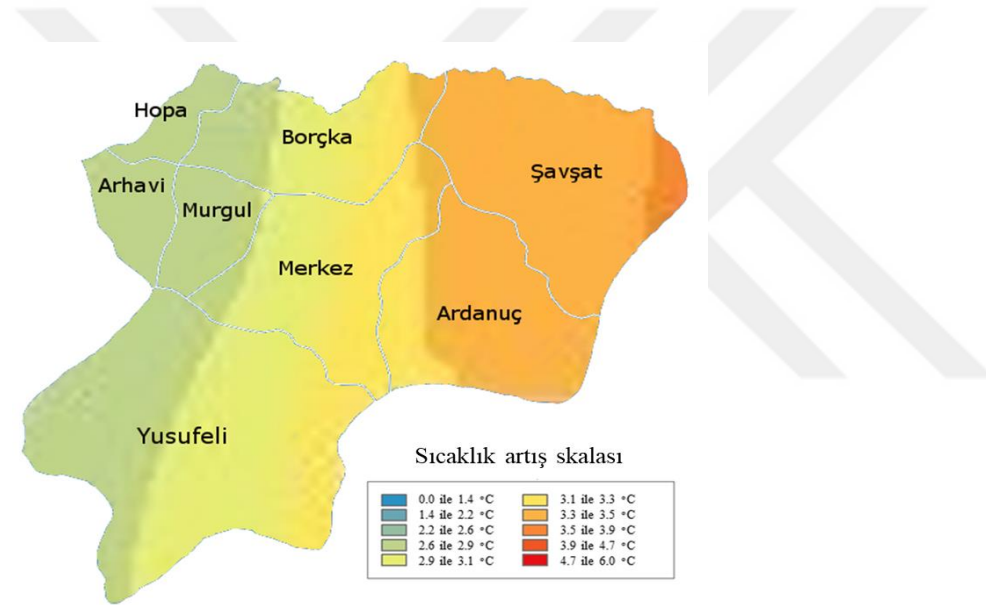 Hopa
Borçka
Şavşat
Arhavi
Murgul
Merkez
Ardanuç
Yusufeli
Sıcaklık artış skalası
0.0 ile 1.4 °C
1.4 ile 2.2 °C
2.2 ile 2.6 °C
2.6 ile 2.9 °C
2.9 ile 3.1 °C
3.1 ile 3.3 °C
3.3 ile 3.5 °C
3.5 ile 3.9 °C
3.9 ile 4.7 °C
4.7 ile 6.0 °C